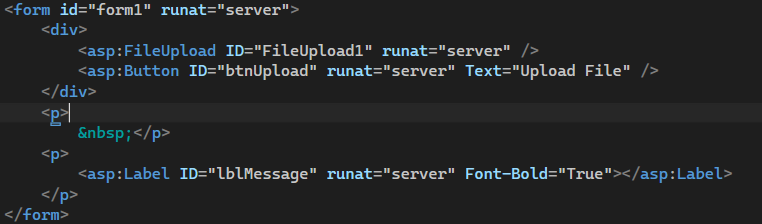 <form id="form1" runat="server">
    <div>
        <asp:FileUpload ID="FileUpload1" runat="server" />
        <asp:Button ID="btnUpload" runat="server" Text="Upload File" />
    </div>
    <p>
        &nbsp;</p>
    <p>
        <asp:Label ID="lblMessage" runat="server" Font-Bold="True"></asp:Label>
    </p>
</form>